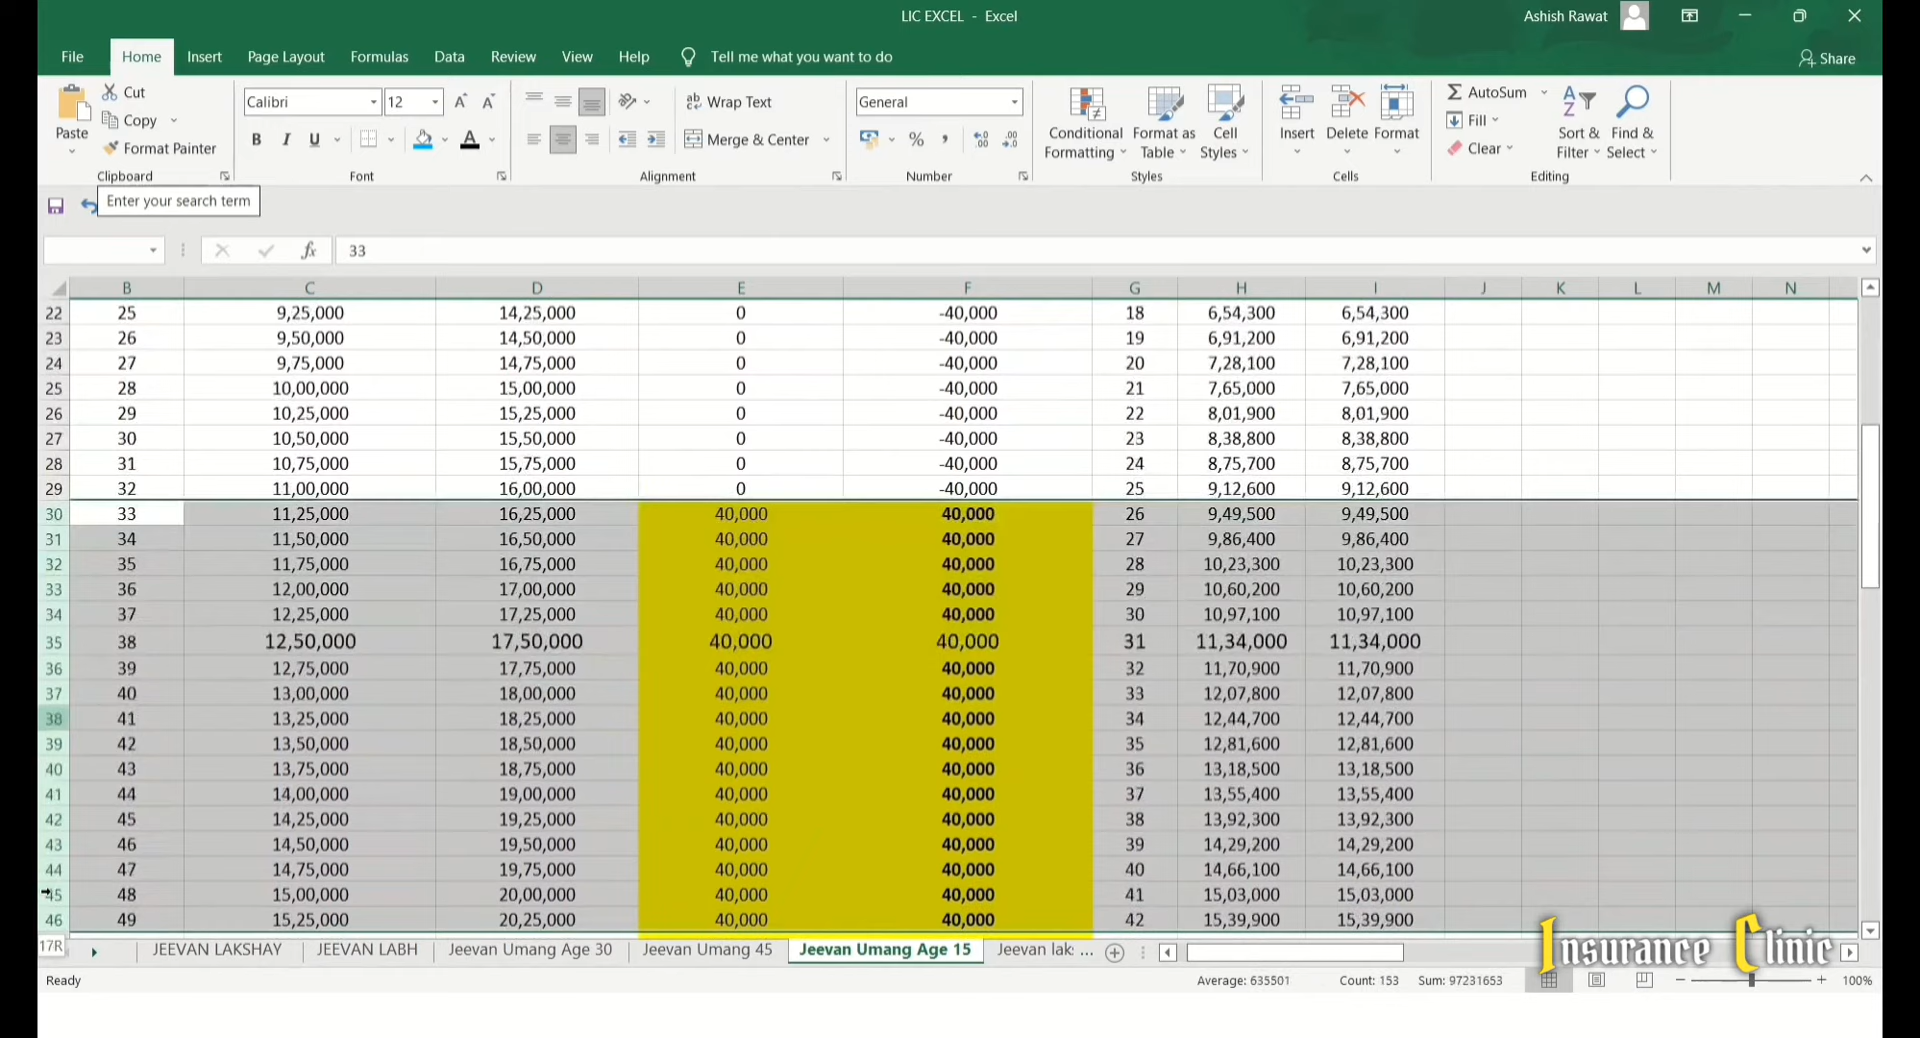 LIC EXCEL - Excel
Ashish Rawat
File Home Insert Page Layout Formulas Data Review View Help Tell me what you want to do
Share
Paste
Cut
Copy
Format Painter
Clipboard
Calibri 12
B I U
Font
Wrap Text
Merge & Center
Alignment
General
Number
Conditional Formatting
Format as Table
Cell Styles
Styles
Insert
Delete
Format
Cells
AutoSum
Fill
Clear
Sort & Filter
Find & Select
Editing
Enter your search term
fx 33
B C D E F G H I J K L M N
22 25 9,25,000 14,25,000 0 -40,000 18 6,54,300 6,54,300
23 26 9,50,000 14,50,000 0 -40,000 19 6,91,200 6,91,200
24 27 9,75,000 14,75,000 0 -40,000 20 7,28,100 7,28,100
25 28 10,00,000 15,00,000 0 -40,000 21 7,65,000 7,65,000
26 29 10,25,000 15,25,000 0 -40,000 22 8,01,900 8,01,900
27 30 10,50,000 15,50,000 0 -40,000 23 8,38,800 8,38,800
28 31 10,75,000 15,75,000 0 -40,000 24 8,75,700 8,75,700
29 32 11,00,000 16,00,000 0 -40,000 25 9,12,600 9,12,600
30 33 11,25,000 16,25,000 40,000 40,000 26 9,49,500 9,49,500
31 34 11,50,000 16,50,000 40,000 40,000 27 9,86,400 9,86,400
32 35 11,75,000 16,75,000 40,000 40,000 28 10,23,300 10,23,300
33 36 12,00,000 17,00,000 40,000 40,000 29 10,60,200 10,60,200
34 37 12,25,000 17,25,000 40,000 40,000 30 10,97,100 10,97,100
35 38 12,50,000 17,50,000 40,000 40,000 31 11,34,000 11,34,000
36 39 12,75,000 17,75,000 40,000 40,000 32 11,70,900 11,70,900
37 40 13,00,000 18,00,000 40,000 40,000 33 12,07,800 12,07,800
38 41 13,25,000 18,25,000 40,000 40,000 34 12,44,700 12,44,700
39 42 13,50,000 18,50,000 40,000 40,000 35 12,81,600 12,81,600
40 43 13,75,000 18,75,000 40,000 40,000 36 13,18,500 13,18,500
41 44 14,00,000 19,00,000 40,000 40,000 37 13,55,400 13,55,400
42 45 14,25,000 19,25,000 40,000 40,000 38 13,92,300 13,92,300
43 46 14,50,000 19,50,000 40,000 40,000 39 14,29,200 14,29,200
44 47 14,75,000 19,75,000 40,000 40,000 40 14,66,100 14,66,100
45 48 15,00,000 20,00,000 40,000 40,000 41 15,03,000 15,03,000
46 49 15,25,000 20,25,000 40,000 40,000 42 15,39,900 15,39,900
17R
JEEVAN LAKSHAY JEEVAN LABH Jeevan Umang Age 30 Jeevan Umang 45 Jeevan Umang Age 15 Jeevan lak ...
Insurance Clinic
Ready Average: 635501 Count: 153 Sum: 97231653 100%